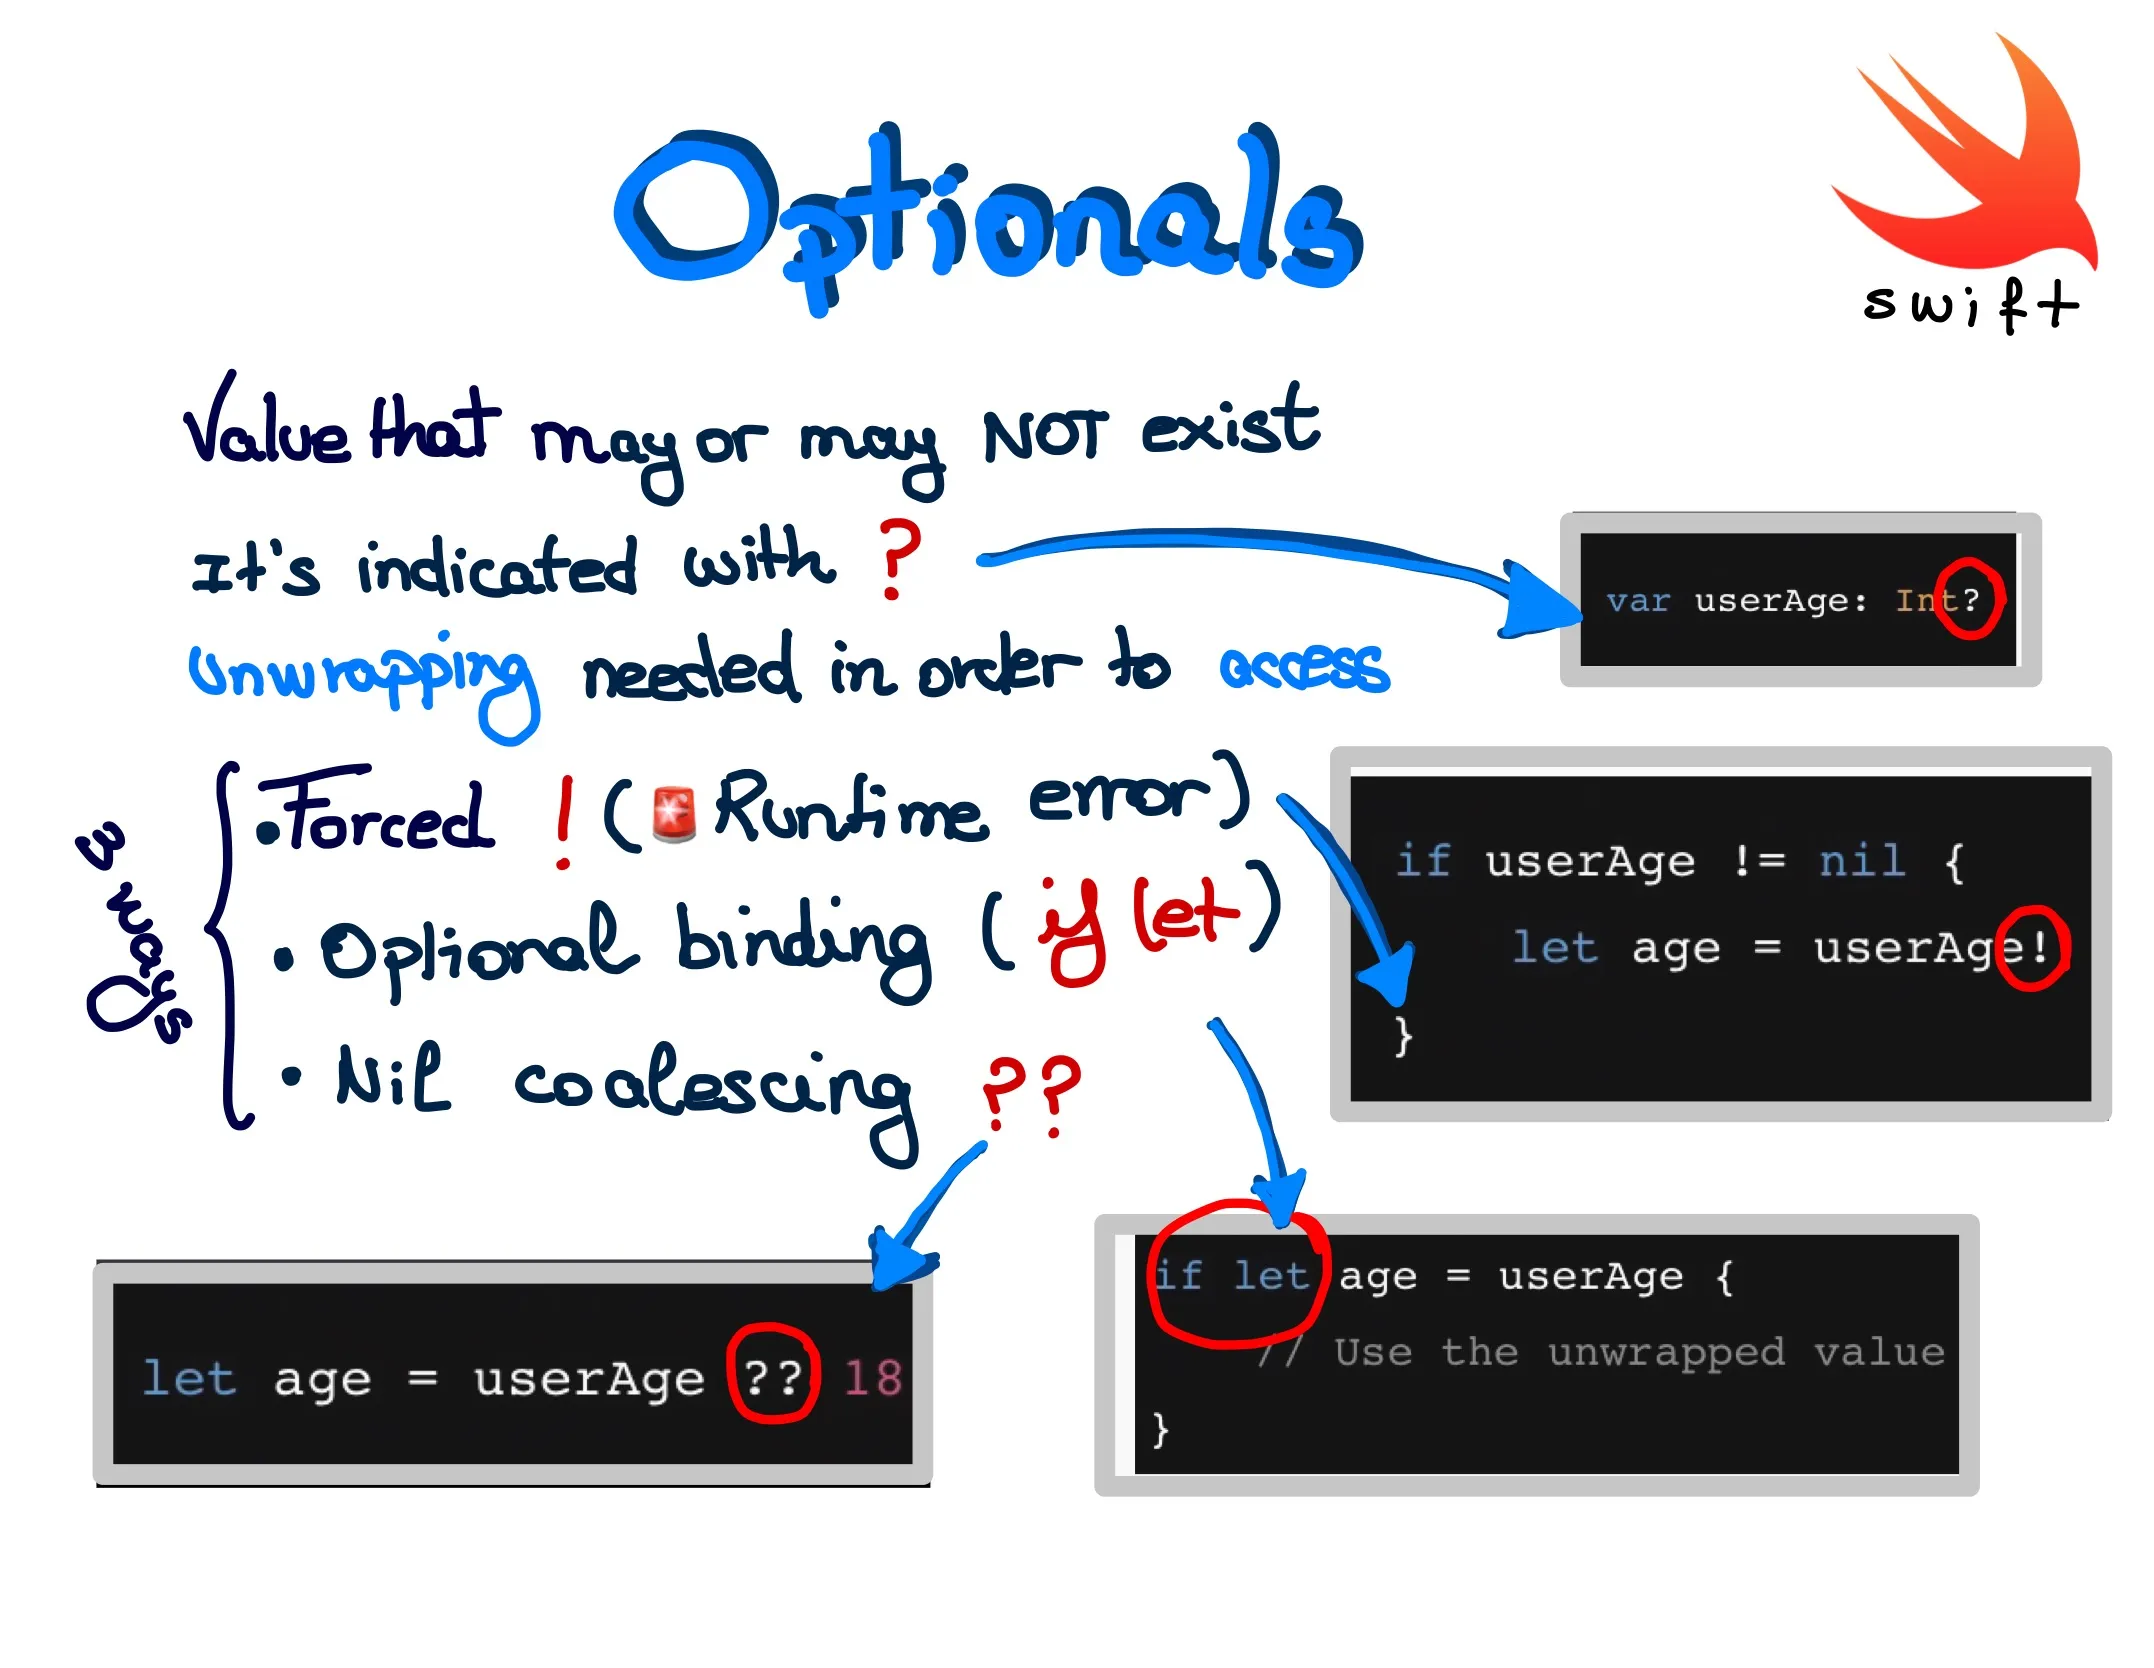 Optionals
swift
Value that may or may NOT exist
It's indicated with ?
var userAge: Int?
unwrapping needed in order to access
3 ways
• Forced ! (🚨Runtime error)
• Optional binding (if let)
• Nil coalescing ??
if userAge != nil {
let age = userAge!
}
let age = userAge ?? 18
if let age = userAge {
// Use the unwrapped value
}